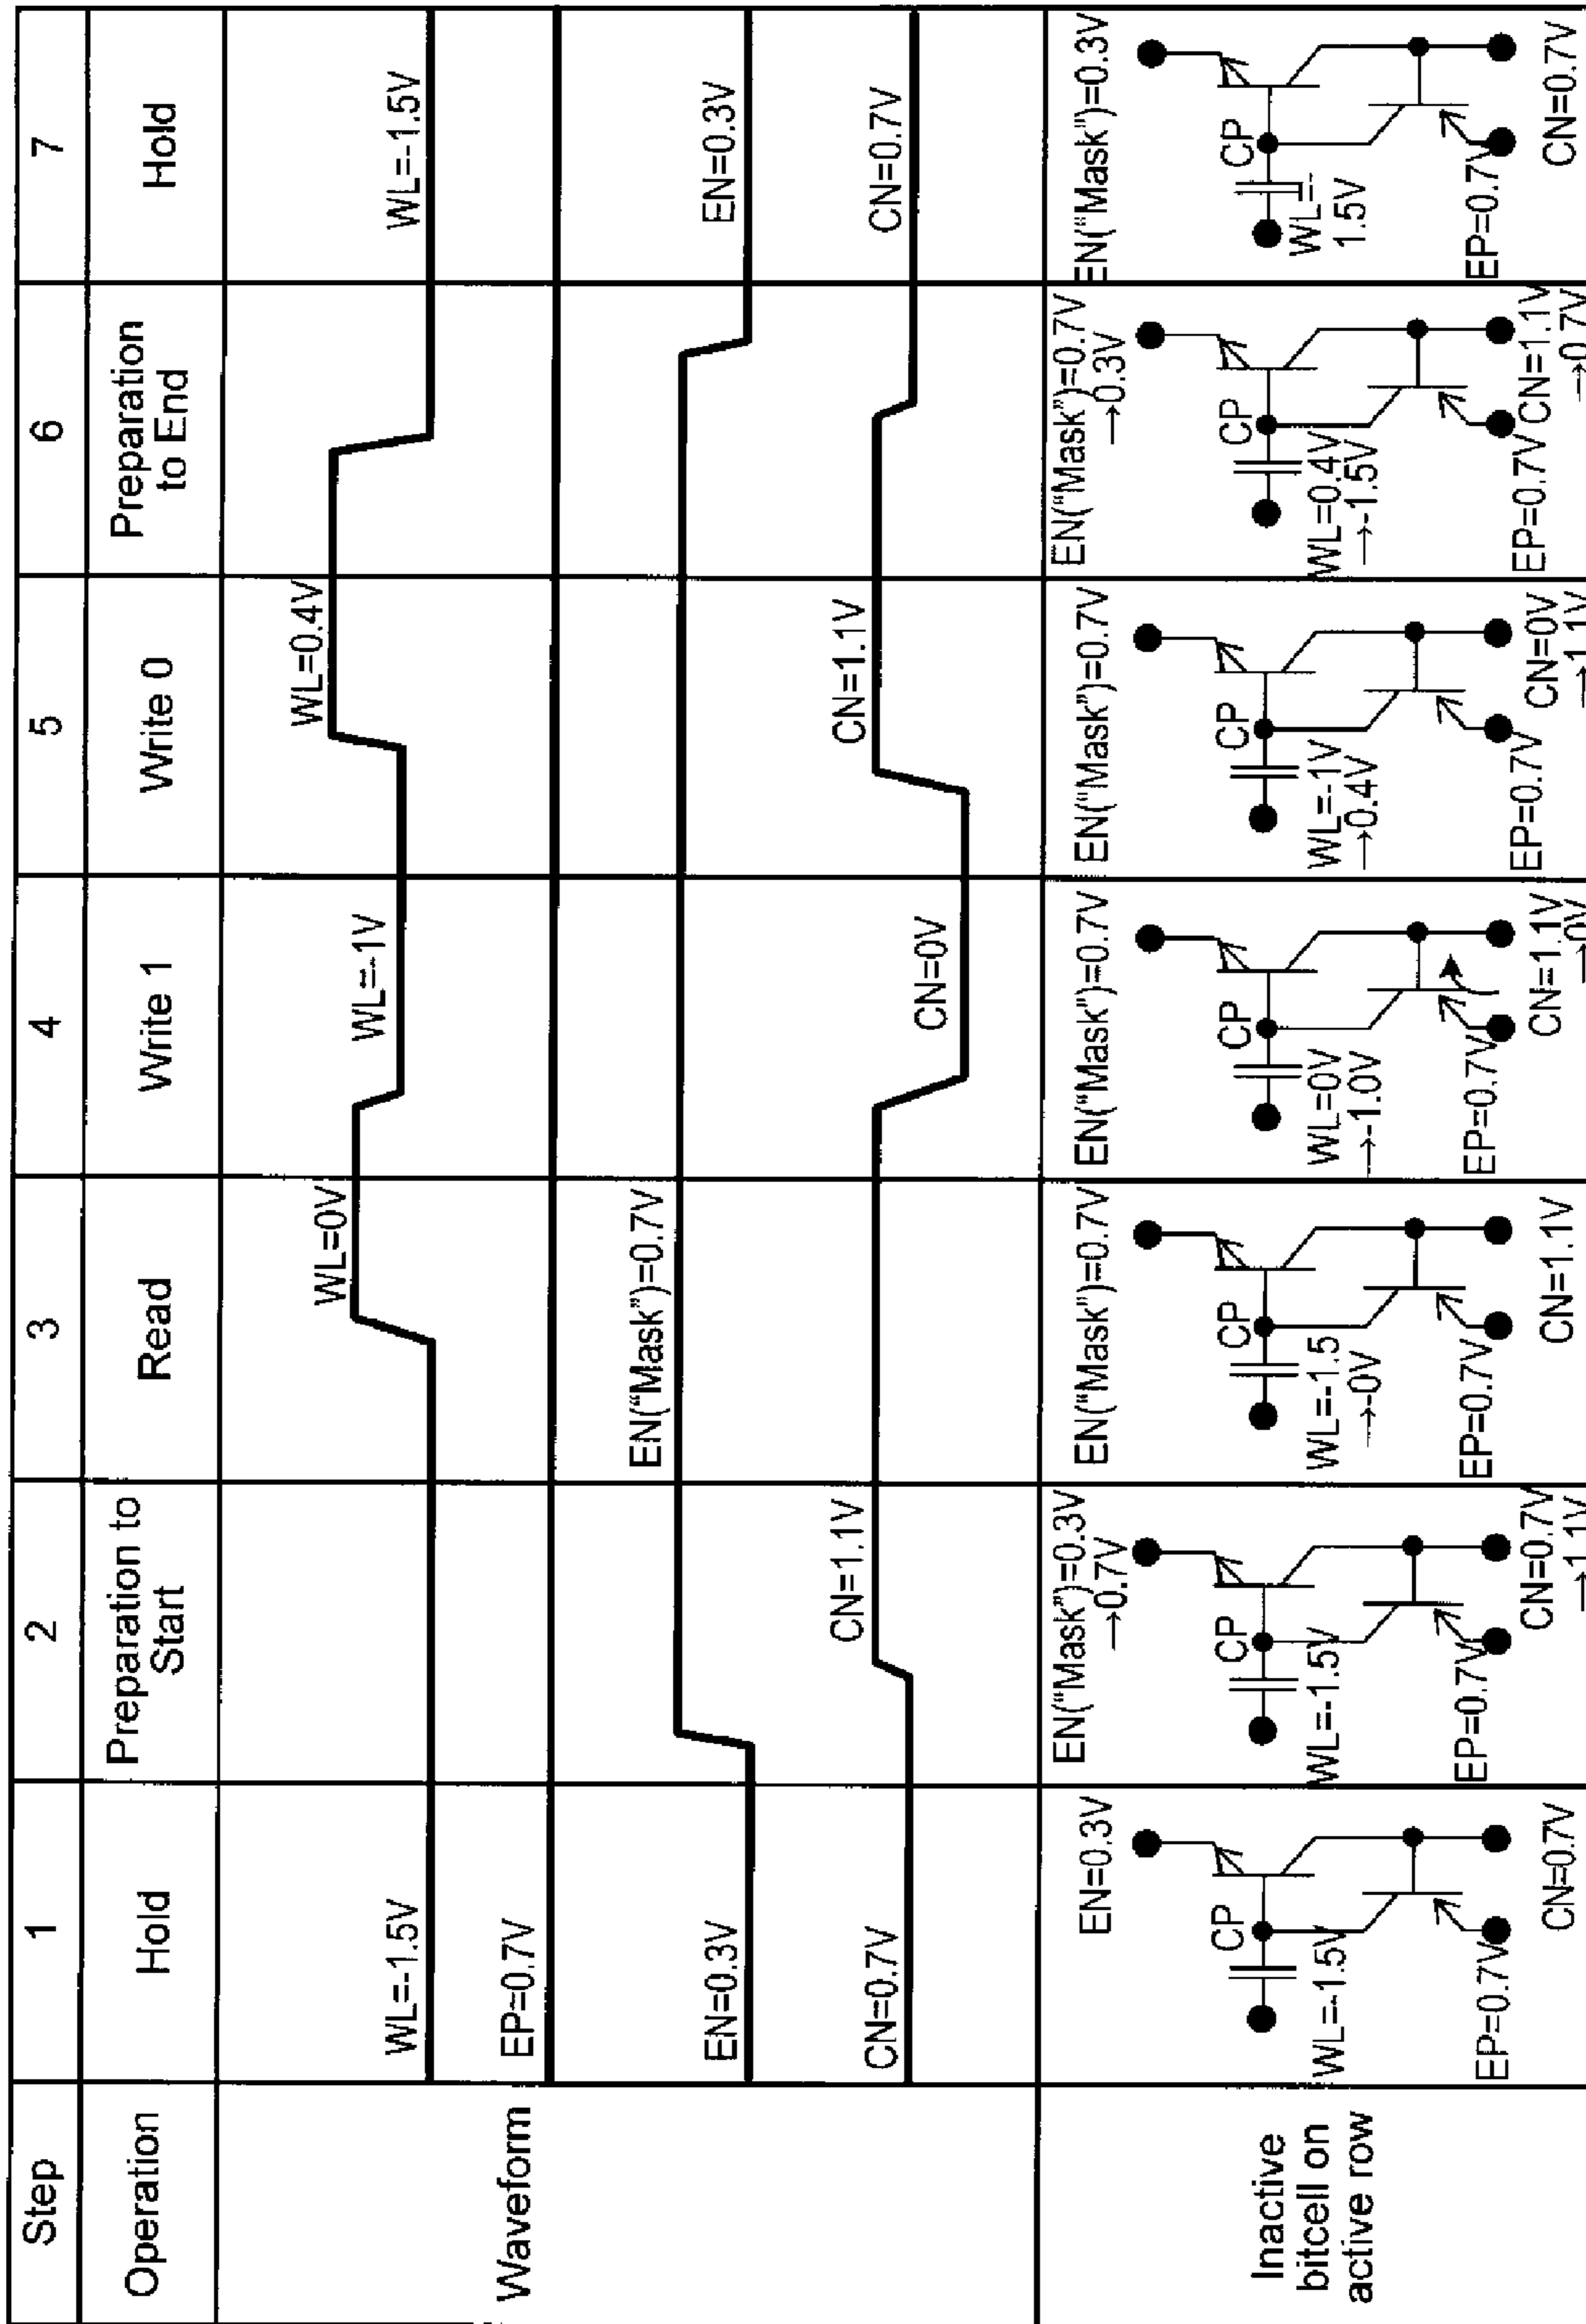 Step
1
2
3
4
5
6
7
Operation
Hold
Preparation to
Start
Read
Write 1
Write 0
Preparation
to End
Hold
Waveform
WL=-1.5V
WL=0V
WL=-1V
WL=0.4V
WL=-1.5V
EP=0.7V
EN=0.3V
EN("Mask")=0.7V
EN=0.3V
CN=0.7V
CN=1.1V
CN=0V
CN=1.1V
CN=0.7V
Inactive
bitcell on
active row
EN=0.3V
CP
WL=-1.5V
EP=0.7V
CN=0.7V
EN("Mask")=0.3V
→0.7V
CP
WL=-1.5V
EP=0.7V
CN=0.7V
→1.1V
EN("Mask")=0.7V
CP
WL=-1.5
→-0V
EP=0.7V
CN=1.1V
EN("Mask")=0.7V
CP
WL=0V
→-1.0V
EP=0.7V
CN=1.1V
→0V
EN("Mask")=0.7V
CP
WL=-1V
→0.4V
EP=0.7V
CN=0V
→1.1V
EN("Mask")=0.7V
→0.3V
CP
WL=0.4V
→-1.5V
EP=0.7V
CN=1.1V
→0.7V
EN("Mask")=0.3V
CP
WL=-
1.5V
EP=0.7V
CN=0.7V